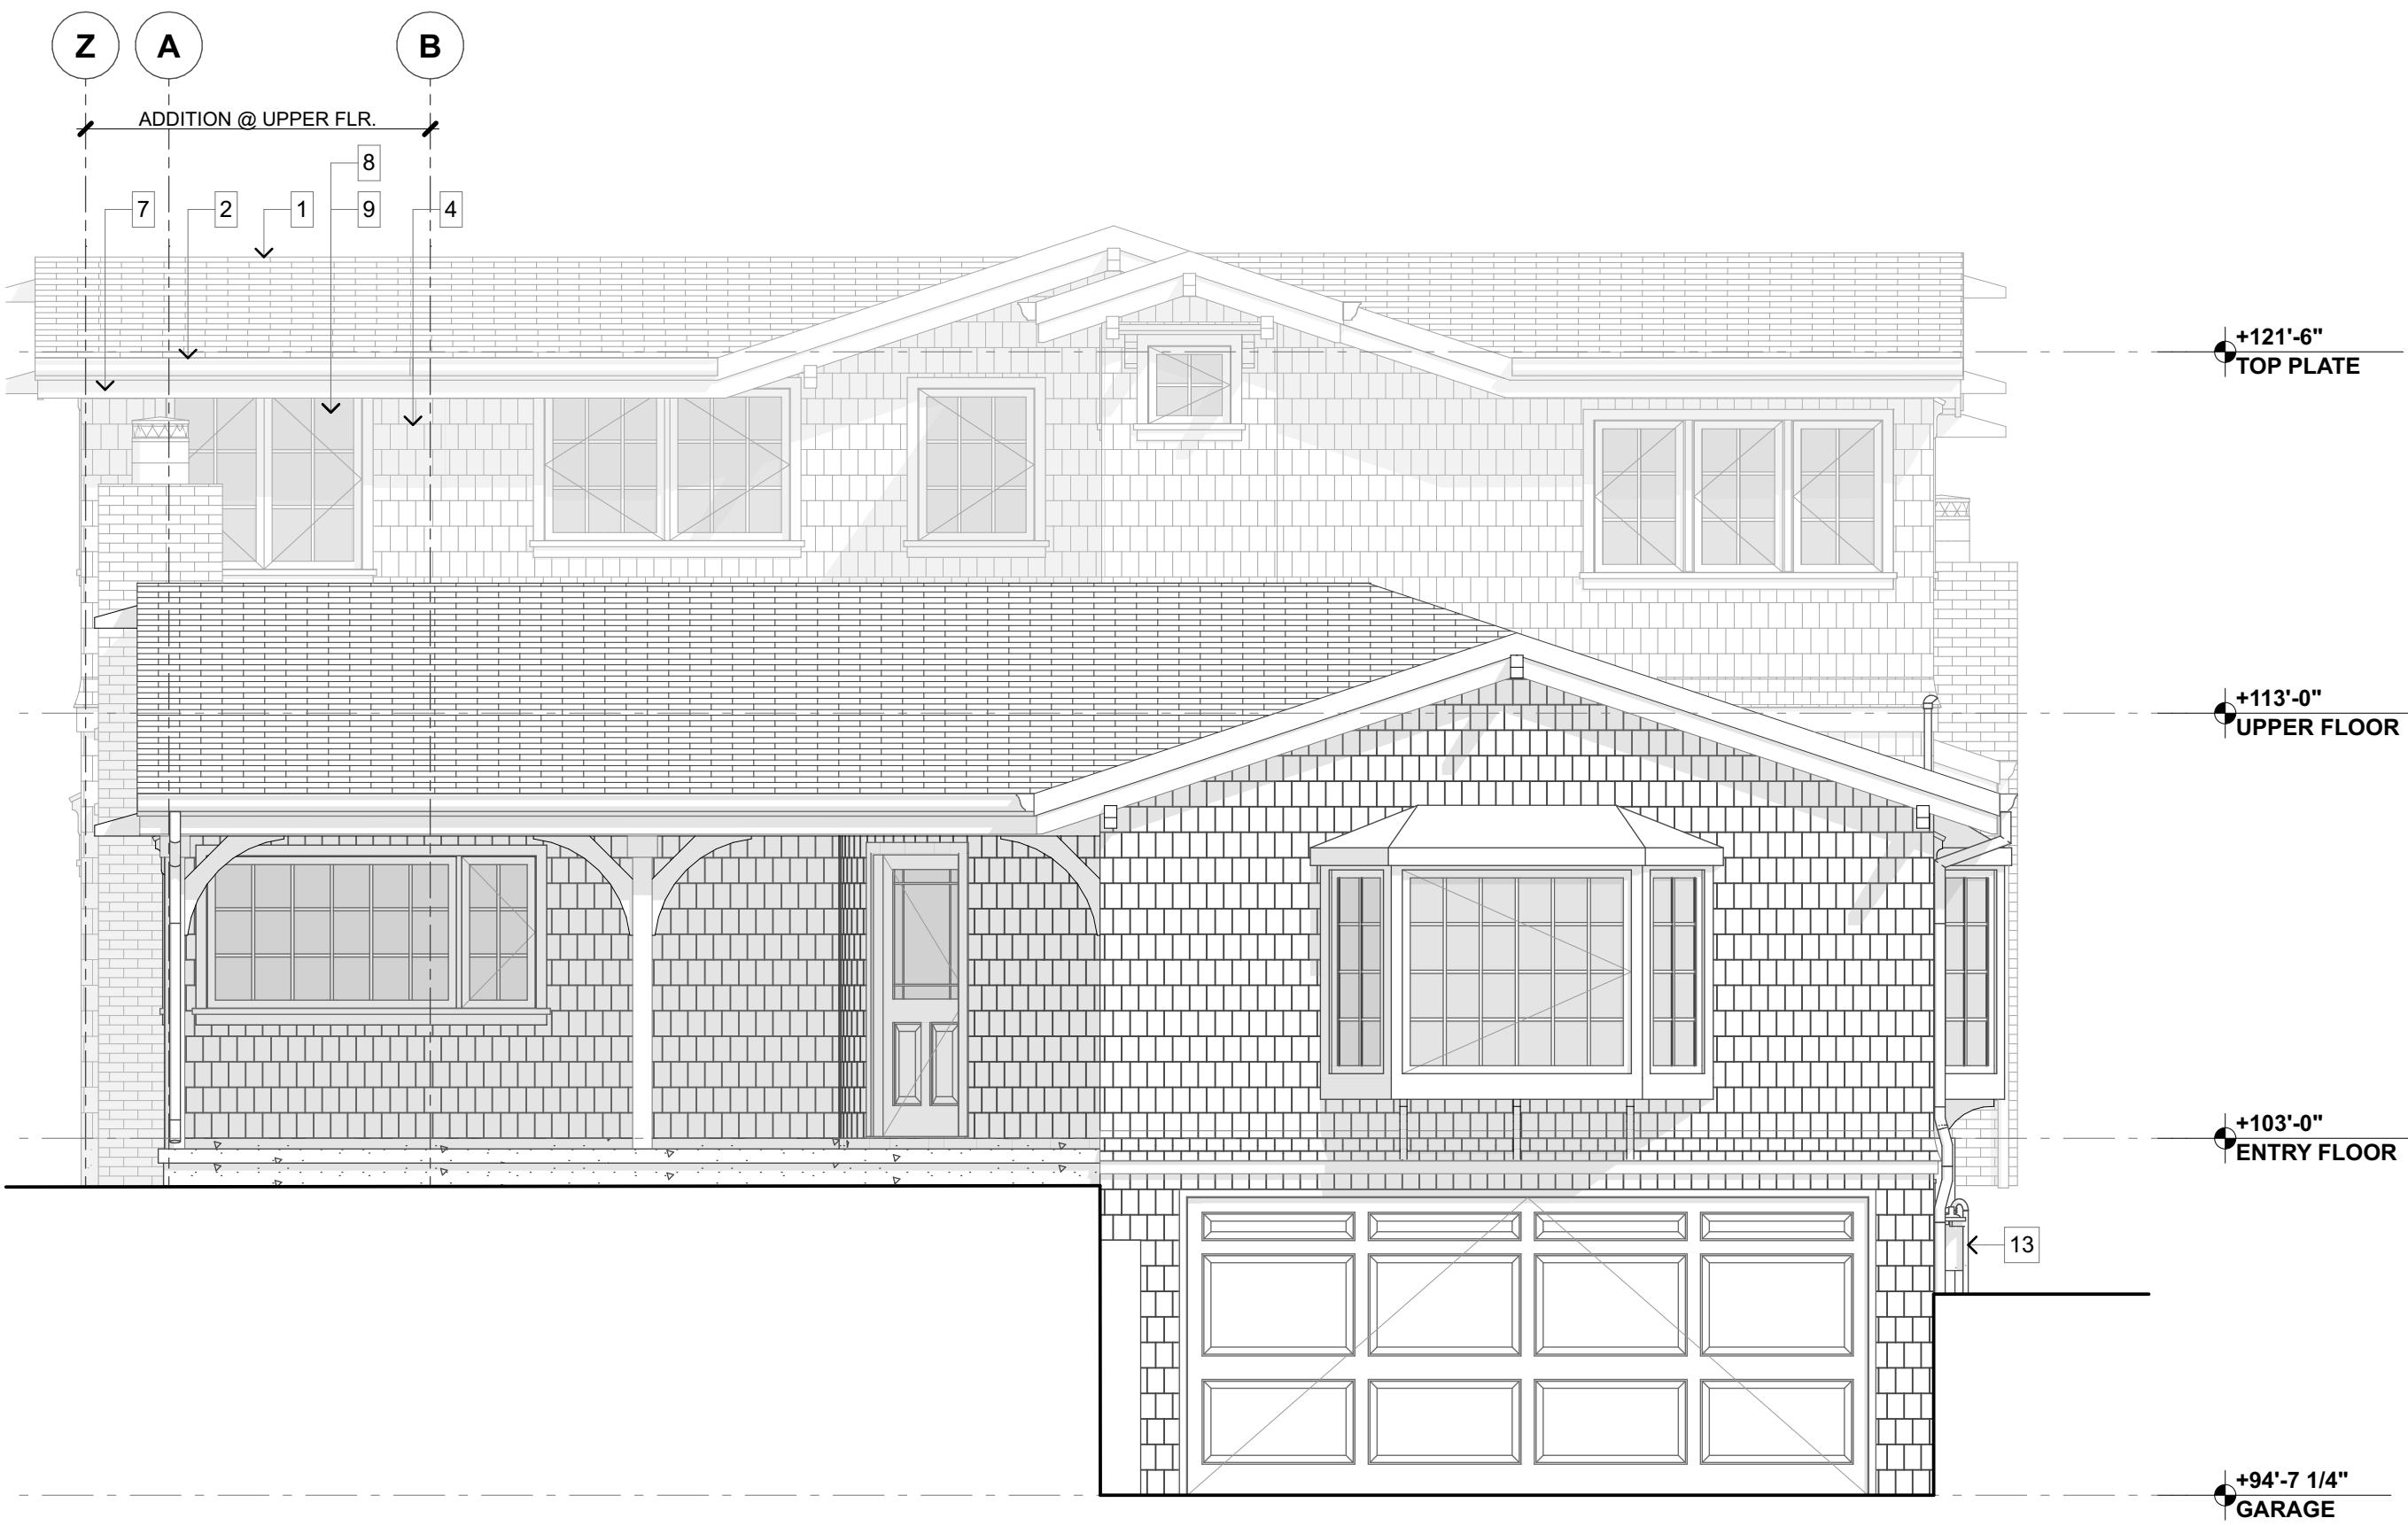 Z A B
ADDITION @ UPPER FLR.
8
7 2 1 9 4
+121'-6"
TOP PLATE
+113'-0"
UPPER FLOOR
+103'-0"
ENTRY FLOOR
13
+94'-7 1/4"
GARAGE